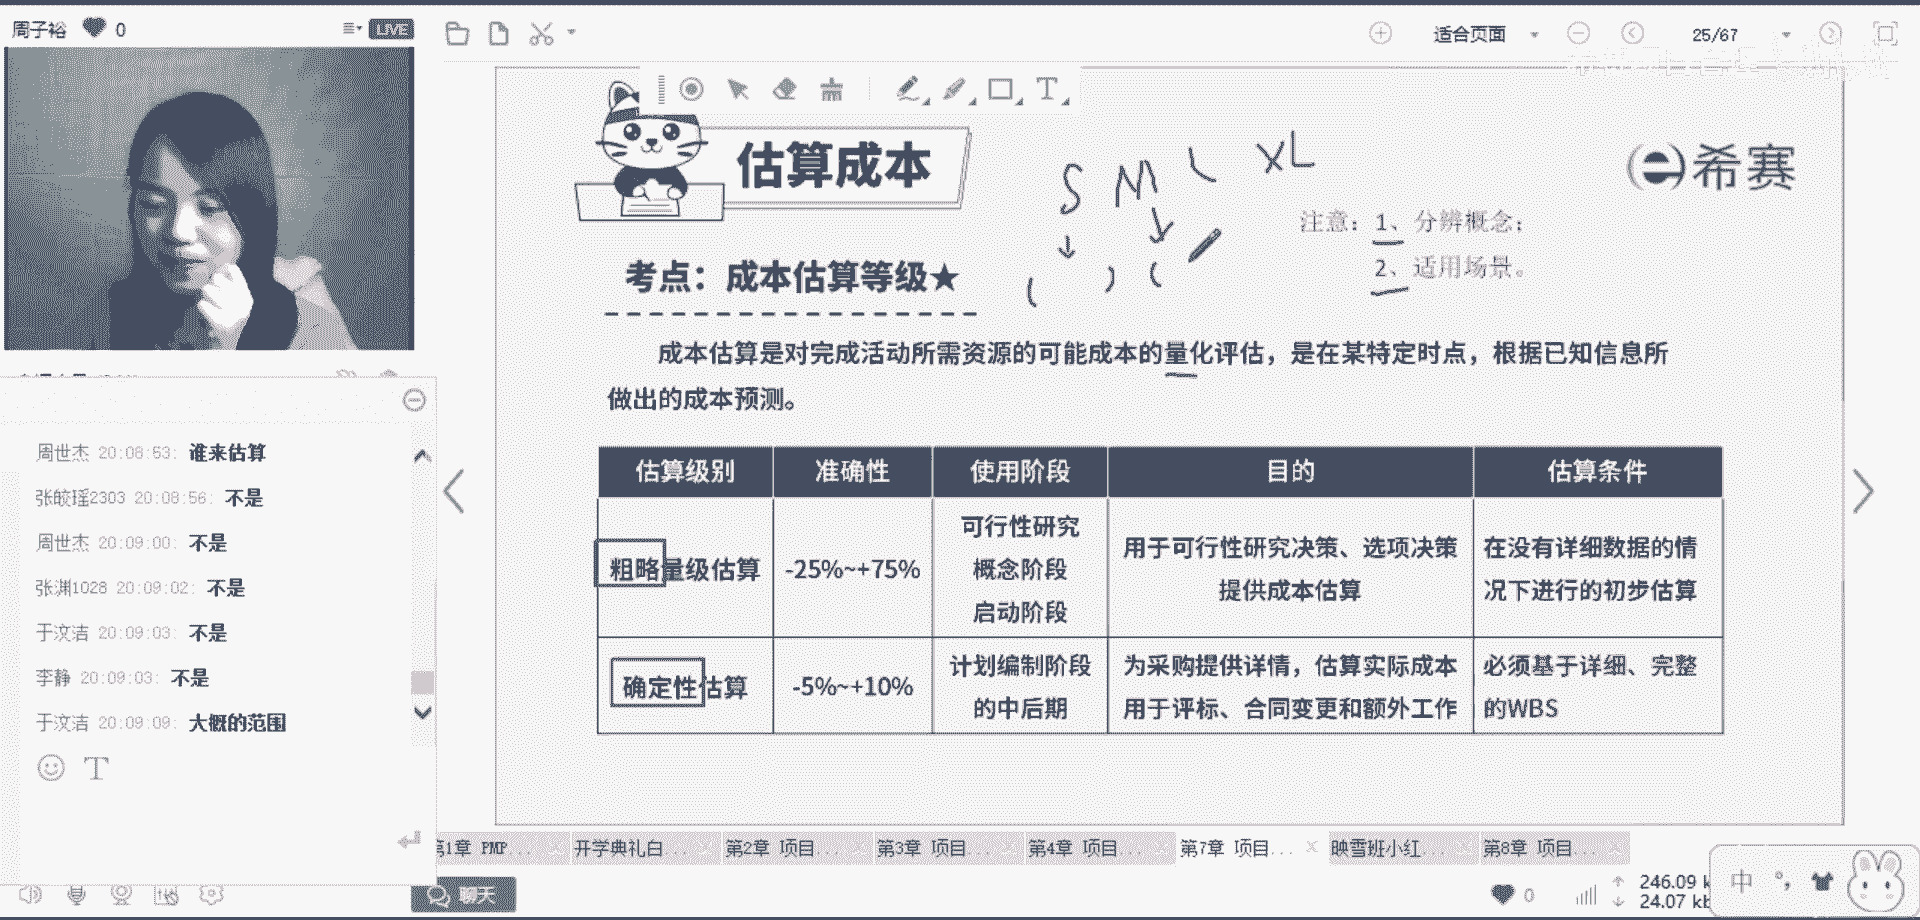 周子裕 0
LIVE
适合页面
25/67
估算成本
S M L XL
希赛
注意：1、分辨概念；
2、适用场景。
考点：成本估算等级★
成本估算是对完成活动所需资源的可能成本的量化评估，是在某特定时点，根据已知信息所
做出的成本预测。
估算级别 准确性 使用阶段 目的 估算条件
粗略量级估算 -25%~+75% 可行性研究 概念阶段 启动阶段 用于可行性研究决策、选项决策 提供成本估算 在没有详细数据的情 况下进行的初步估算
确定性估算 -5%~+10% 计划编制阶段 的中后期 为采购提供详情，估算实际成本 用于评标、合同变更和额外工作 必须基于详细、完整 的WBS
周世杰 20:08:53: 谁来估算
张皎瑶2303 20:08:56: 不是
周世杰 20:09:00: 不是
张渊1028 20:09:02: 不是
于汶洁 20:09:03: 不是
李静 20:09:03: 不是
于汶洁 20:09:09: 大概的范围
T
第1章 PMP... 开学典礼白... 第2章 项目... 第3章 项目... 第4章 项目... 第7章 项目... 映雪班小红... 第8章 项目...
聊天
0
246.09 k
24.07 kb
中